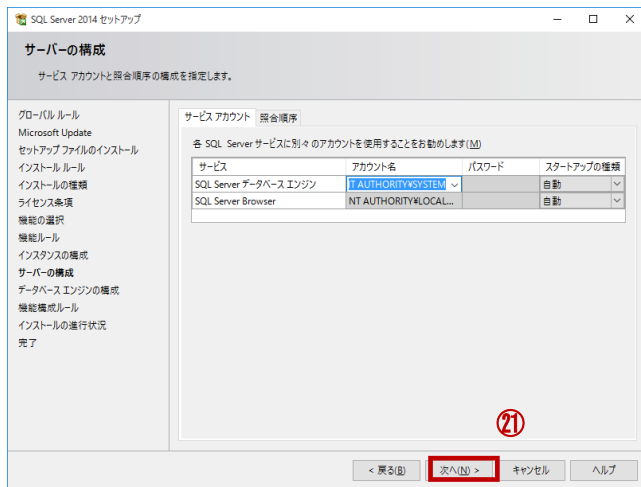 SQL Server 2014 セットアップ
サーバーの構成
サービス アカウントと照合順序の構成を指定します。
グローバル ルール
Microsoft Update
セットアップ ファイルのインストール
インストール ルール
インストールの種類
ライセンス条項
機能の選択
機能ルール
インスタンスの構成
サーバーの構成
データベース エンジンの構成
機能構成ルール
インストールの進行状況
完了
サービス アカウント 照合順序
各 SQL Server サービスに別々のアカウントを使用することをお勧めします(M)
サービス アカウント名 パスワード スタートアップの種類
SQL Server データベース エンジン IT AUTHORITY¥SYSTEM 自動
SQL Server Browser NT AUTHORITY¥LOCAL... 自動
㉑
< 戻る(B) 次へ(N) > キャンセル ヘルプ